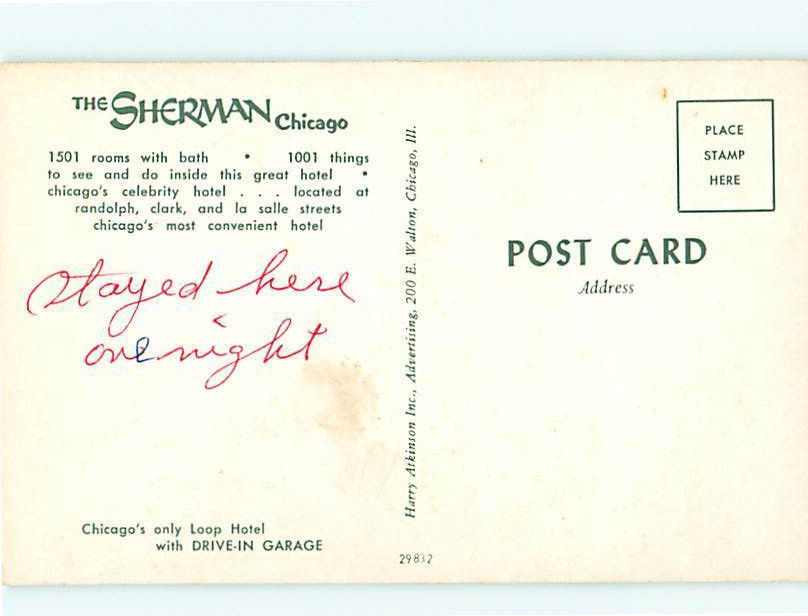 THE SHERMAN Chicago
1501 rooms with bath • 1001 things
to see and do inside this great hotel •
chicago's celebrity hotel . . . located at
randolph, clark, and la salle streets
chicago's most convenient hotel
stayed here
one night
Chicago's only Loop Hotel
with DRIVE-IN GARAGE
Harry Atkinson Inc., Advertising, 200 E. Walton, Chicago, Ill.
29832
PLACE
STAMP
HERE
POST CARD
Address